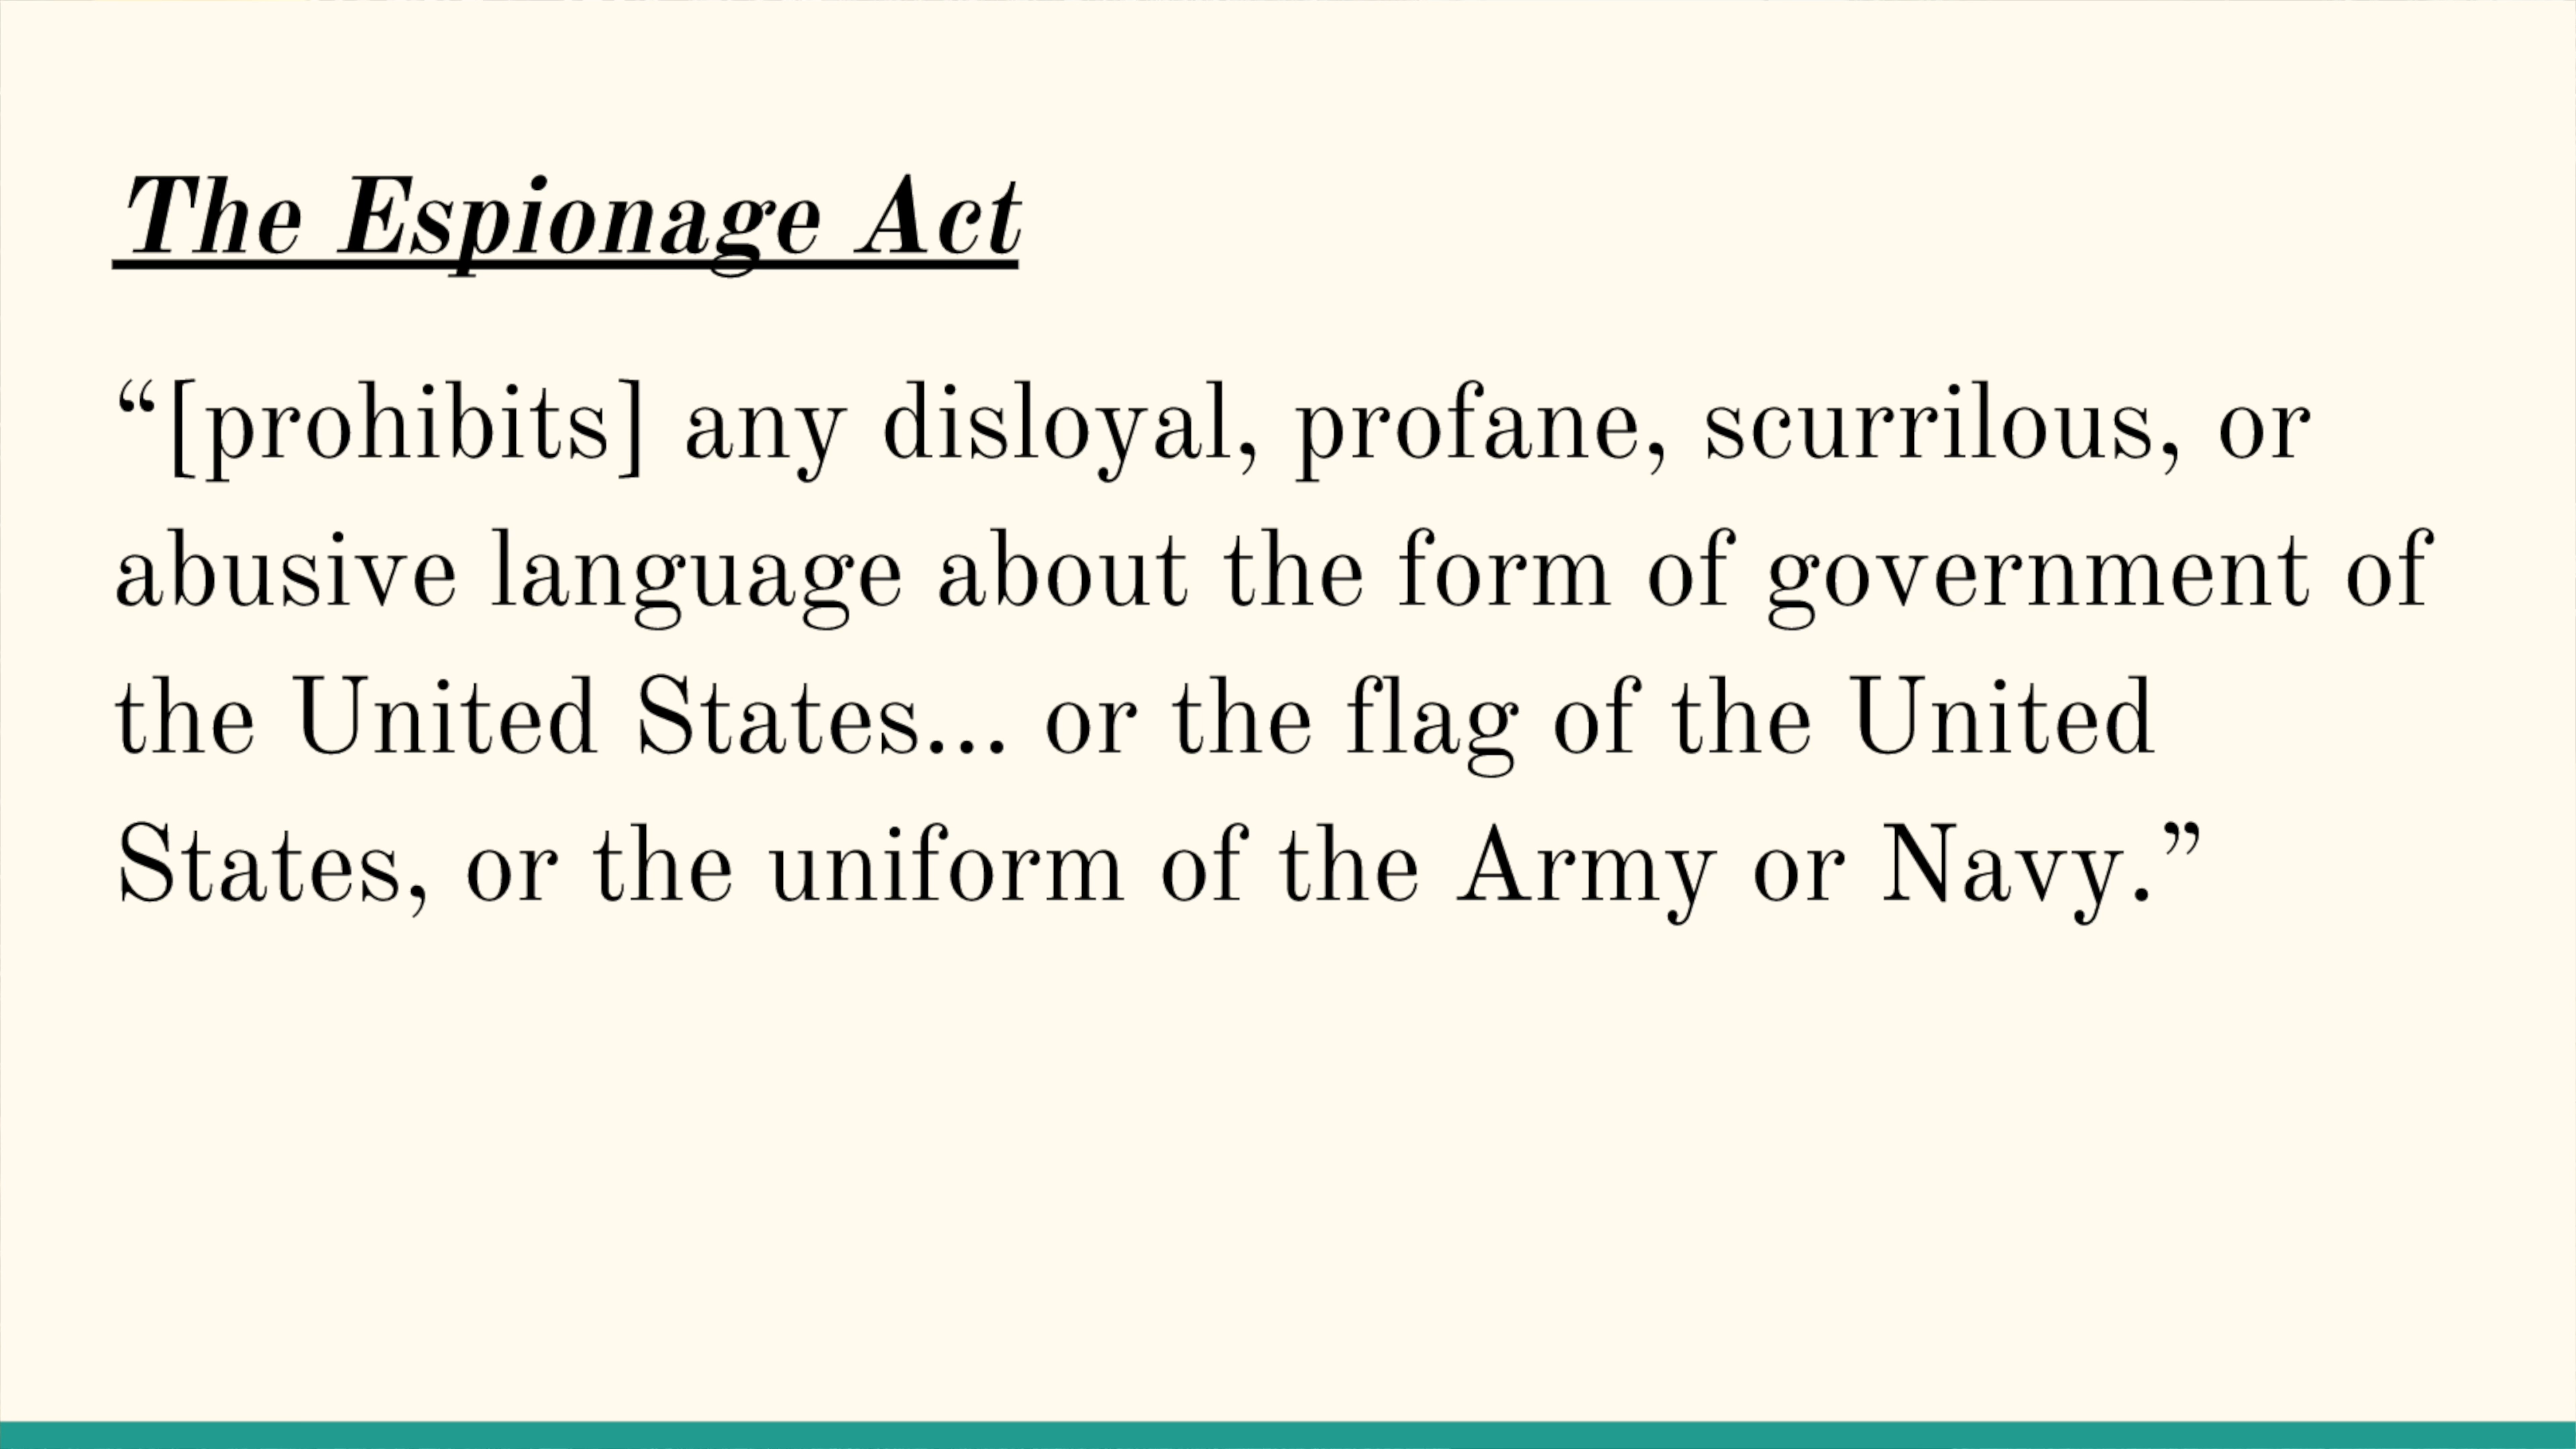 The Espionage Act
“[prohibits] any disloyal, profane, scurrilous, or
abusive language about the form of government of
the United States... or the flag of the United
States, or the uniform of the Army or Navy.”